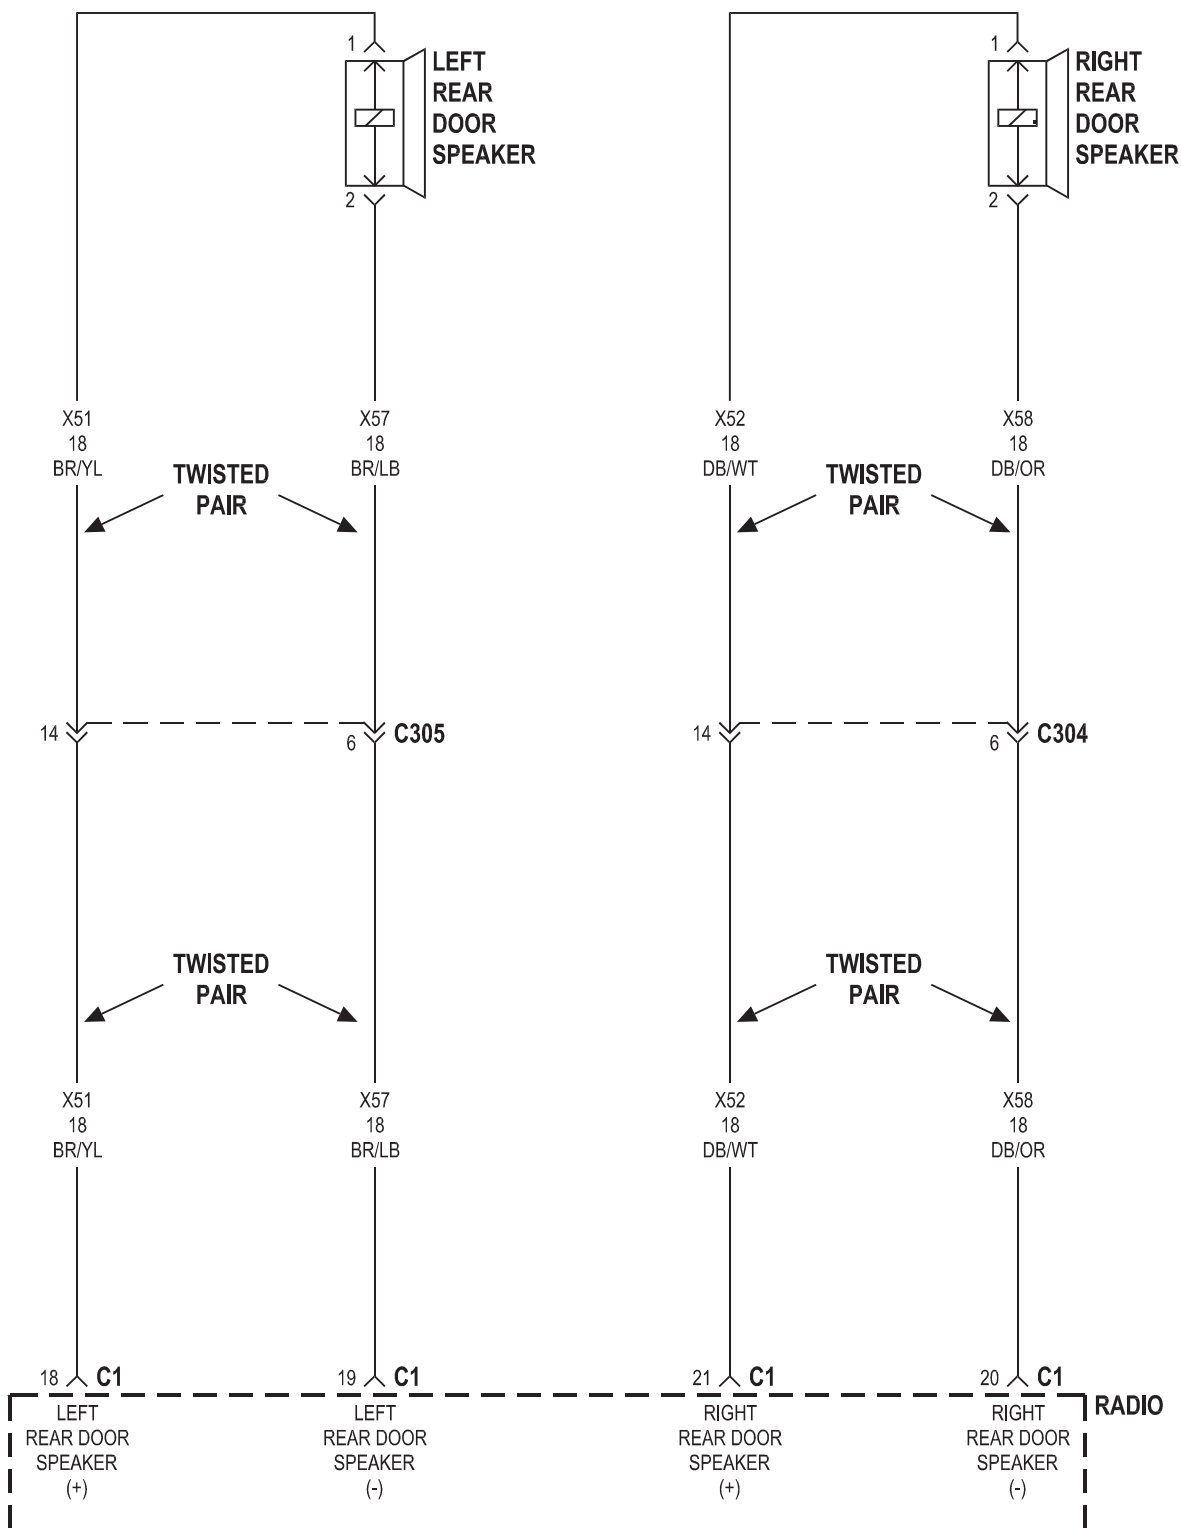 1
LEFT
REAR
DOOR
SPEAKER
2
1
RIGHT
REAR
DOOR
SPEAKER
2
X51
18
BR/YL
X57
18
BR/LB
X52
18
DB/WT
X58
18
DB/OR
TWISTED
PAIR
TWISTED
PAIR
14
6
C305
14
6
C304
TWISTED
PAIR
TWISTED
PAIR
X51
18
BR/YL
X57
18
BR/LB
X52
18
DB/WT
X58
18
DB/OR
18 C1
19 C1
21 C1
20 C1
RADIO
LEFT
REAR DOOR
SPEAKER
(+)
LEFT
REAR DOOR
SPEAKER
(-)
RIGHT
REAR DOOR
SPEAKER
(+)
RIGHT
REAR DOOR
SPEAKER
(-)